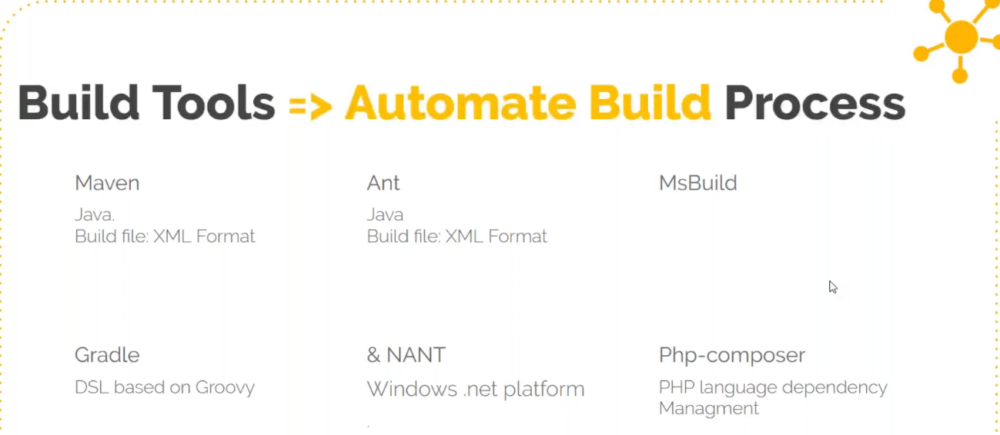 Build Tools => Automate Build Process
Maven
Java.
Build file: XML Format
Ant
Java
Build file: XML Format
MsBuild
Gradle
DSL based on Groovy
& NANT
Windows .net platform
.
Php-composer
PHP language dependency
Managment